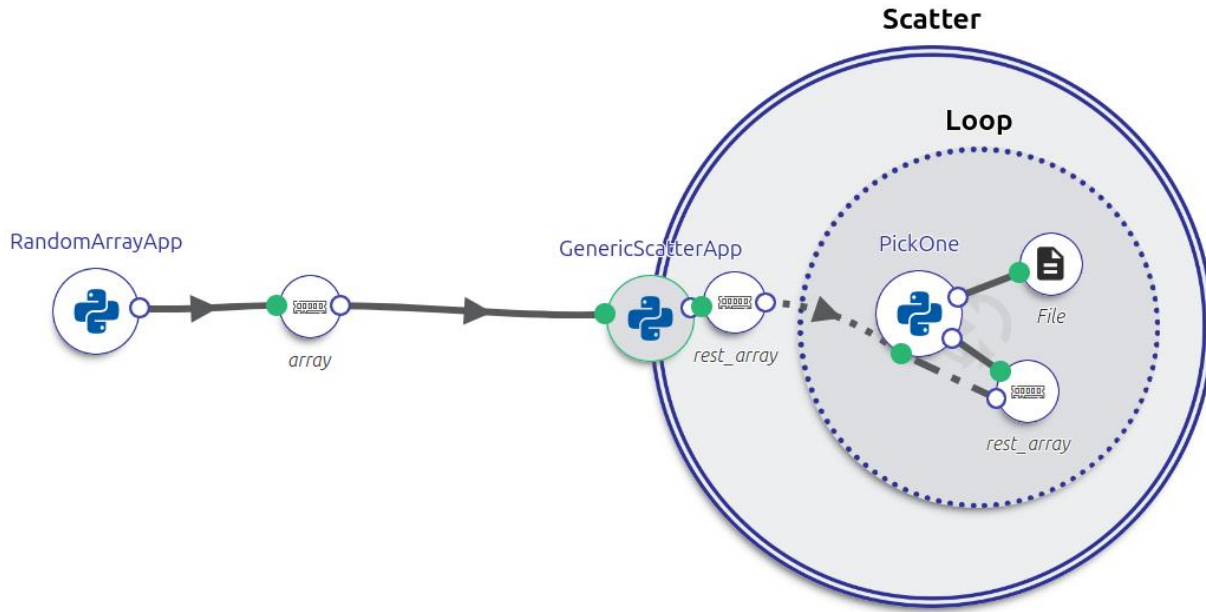 Scatter
Loop
RandomArrayApp
GenericScatterApp
PickOne
File
array
rest_array
rest_array